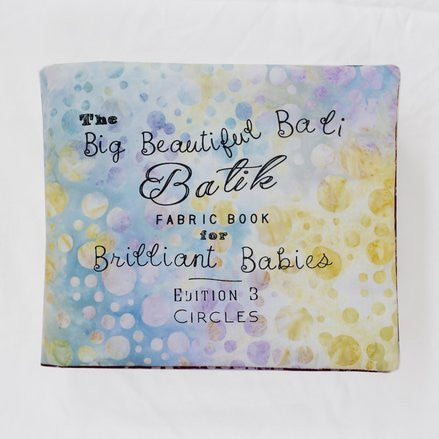 The
Big Beautiful Bali
Batik
FABRIC BOOK
for
Brilliant Babies
EDITION 3
CIRCLES